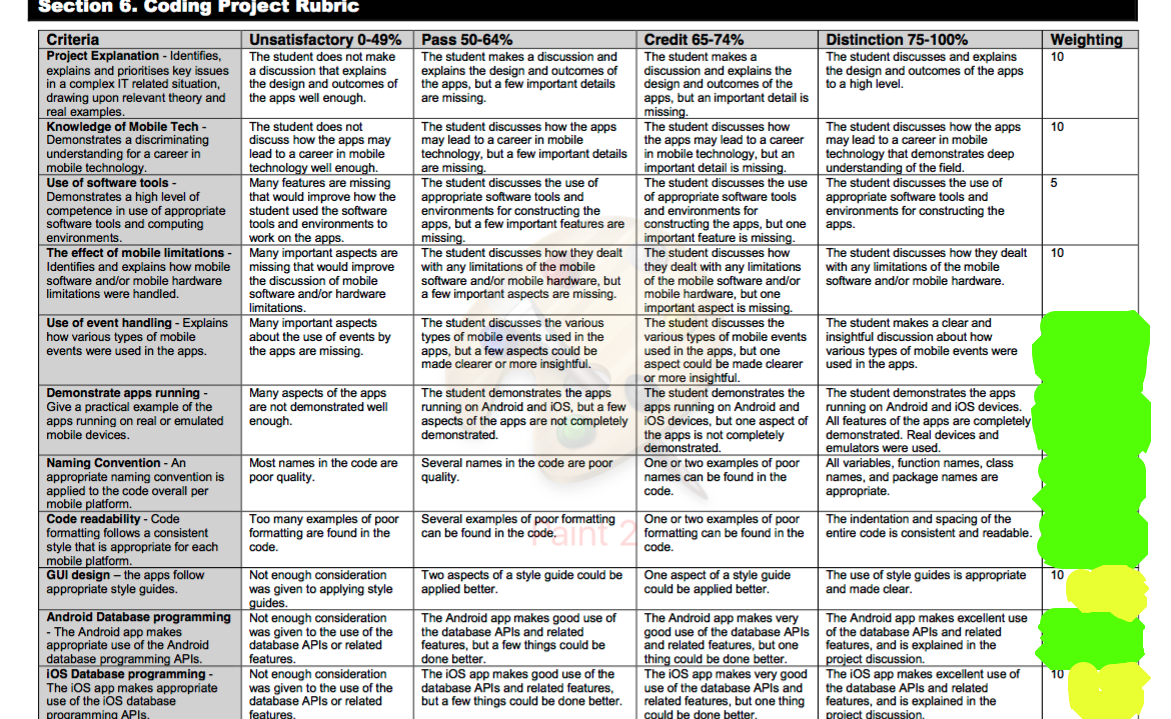 Section 6. Coding Project Rubric
Criteria Unsatisfactory 0-49% Pass 50-64% Credit 65-74% Distinction 75-100% Weighting
Project Explanation - Identifies,
explains and prioritises key issues
in a complex IT related situation,
drawing upon relevant theory and
real examples.
The student does not make
a discussion that explains
the design and outcomes of
the apps well enough.
The student makes a discussion and
explains the design and outcomes of
the apps, but a few important details
are missing.
The student makes a
discussion and explains the
design and outcomes of the
apps, but an important detail is
missing.
The student discusses and explains
the design and outcomes of the apps
to a high level.
10
Knowledge of Mobile Tech -
Demonstrates a discriminating
understanding for a career in
mobile technology.
The student does not
discuss how the apps may
lead to a career in mobile
technology well enough.
The student discusses how the apps
may lead to a career in mobile
technology, but a few important details
are missing.
The student discusses how
the apps may lead to a career
in mobile technology, but an
important detail is missing.
The student discusses how the apps
may lead to a career in mobile
technology that demonstrates deep
understanding of the field.
10
Use of software tools -
Demonstrates a high level of
competence in use of appropriate
software tools and computing
environments.
Many features are missing
that would improve how the
student used the software
tools and environments to
work on the apps.
The student discusses the use of
appropriate software tools and
environments for constructing the
apps, but a few important features are
missing.
The student discusses the use
of appropriate software tools
and environments for
constructing the apps, but one
important feature is missing.
The student discusses the use of
appropriate software tools and
environments for constructing the
apps.
5
The effect of mobile limitations -
Identifies and explains how mobile
software and/or mobile hardware
limitations were handled.
Many important aspects are
missing that would improve
the discussion of mobile
software and/or hardware
limitations.
The student discusses how they dealt
with any limitations of the mobile
software and/or mobile hardware, but
a few important aspects are missing.
The student discusses how
they dealt with any limitations
of the mobile software and/or
mobile hardware, but one
important aspect is missing.
The student discusses how they dealt
with any limitations of the mobile
software and/or mobile hardware.
10
Use of event handling - Explains
how various types of mobile
events were used in the apps.
Many important aspects
about the use of events by
the apps are missing.
The student discusses the various
types of mobile events used in the
apps, but a few aspects could be
made clearer or more insightful.
The student discusses the
various types of mobile events
used in the apps, but one
aspect could be made clearer
or more insightful.
The student makes a clear and
insightful discussion about how
various types of mobile events were
used in the apps.
Demonstrate apps running -
Give a practical example of the
apps running on real or emulated
mobile devices.
Many aspects of the apps
are not demonstrated well
enough.
The student demonstrates the apps
running on Android and iOS, but a few
aspects of the apps are not completely
demonstrated.
The student demonstrates the
apps running on Android and
iOS devices, but one aspect of
the apps is not completely
demonstrated.
The student demonstrates the apps
running on Android and iOS devices.
All features of the apps are completely
demonstrated. Real devices and
emulators were used.
Naming Convention - An
appropriate naming convention is
applied to the code overall per
mobile platform.
Most names in the code are
poor quality.
Several names in the code are poor
quality.
One or two examples of poor
names can be found in the
code.
All variables, function names, class
names, and package names are
appropriate.
Code readability - Code
formatting follows a consistent
style that is appropriate for each
mobile platform.
Too many examples of poor
formatting are found in the
code.
Several examples of poor formatting
can be found in the code.
One or two examples of poor
formatting can be found in the
code.
The indentation and spacing of the
entire code is consistent and readable.
GUI design – the apps follow
appropriate style guides.
Not enough consideration
was given to applying style
guides.
Two aspects of a style guide could be
applied better.
One aspect of a style guide
could be applied better.
The use of style guides is appropriate
and made clear.
10
Android Database programming
- The Android app makes
appropriate use of the Android
database programming APIs.
Not enough consideration
was given to the use of the
database APIs or related
features.
The Android app makes good use of
the database APIs and related
features, but a few things could be
done better.
The Android app makes very
good use of the database APIs
and related features, but one
thing could be done better.
The Android app makes excellent use
of the database APIs and related
features, and is explained in the
project discussion.
iOS Database programming -
The iOS app makes appropriate
use of the iOS database
programming APIs.
Not enough consideration
was given to the use of the
database APIs or related
features.
The iOS app makes good use of the
database APIs and related features,
but a few things could be done better.
The iOS app makes very good
use of the database APIs and
related features, but one thing
could be done better.
The iOS app makes excellent use of
the database APIs and related
features, and is explained in the
project discussion.
10
Paint 2